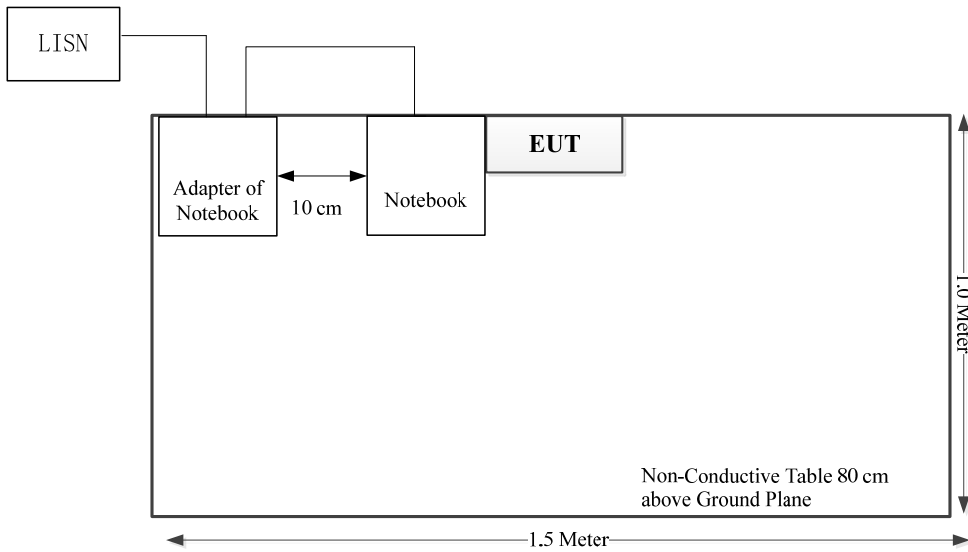 LISN
EUT
Adapter of
Notebook
10 cm
Notebook
1.0 Meter
Non-Conductive Table 80 cm
above Ground Plane
1.5 Meter